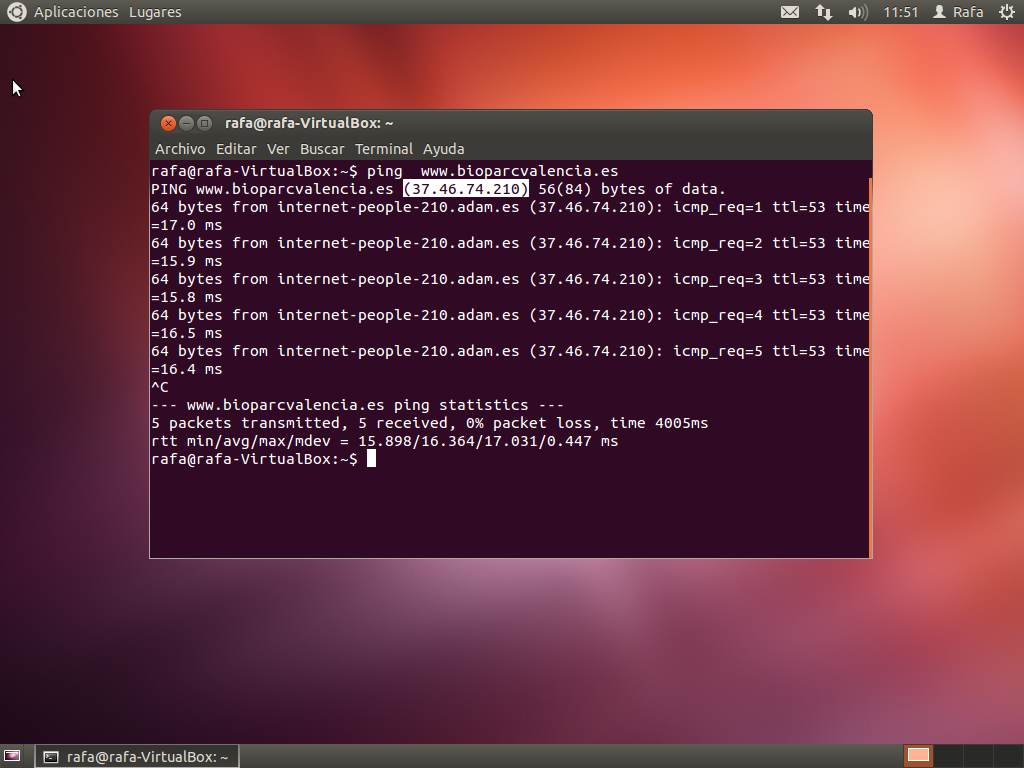 Aplicaciones Lugares 11:51 Rafa
rafa@rafa-VirtualBox: ~
Archivo Editar Ver Buscar Terminal Ayuda
rafa@rafa-VirtualBox:~$ ping  www.bioparcvalencia.es
PING www.bioparcvalencia.es (37.46.74.210) 56(84) bytes of data.
64 bytes from internet-people-210.adam.es (37.46.74.210): icmp_req=1 ttl=53 time
=17.0 ms
64 bytes from internet-people-210.adam.es (37.46.74.210): icmp_req=2 ttl=53 time
=15.9 ms
64 bytes from internet-people-210.adam.es (37.46.74.210): icmp_req=3 ttl=53 time
=15.8 ms
64 bytes from internet-people-210.adam.es (37.46.74.210): icmp_req=4 ttl=53 time
=16.5 ms
64 bytes from internet-people-210.adam.es (37.46.74.210): icmp_req=5 ttl=53 time
=16.4 ms
^C
--- www.bioparcvalencia.es ping statistics ---
5 packets transmitted, 5 received, 0% packet loss, time 4005ms
rtt min/avg/max/mdev = 15.898/16.364/17.031/0.447 ms
rafa@rafa-VirtualBox:~$
rafa@rafa-VirtualBox: ~